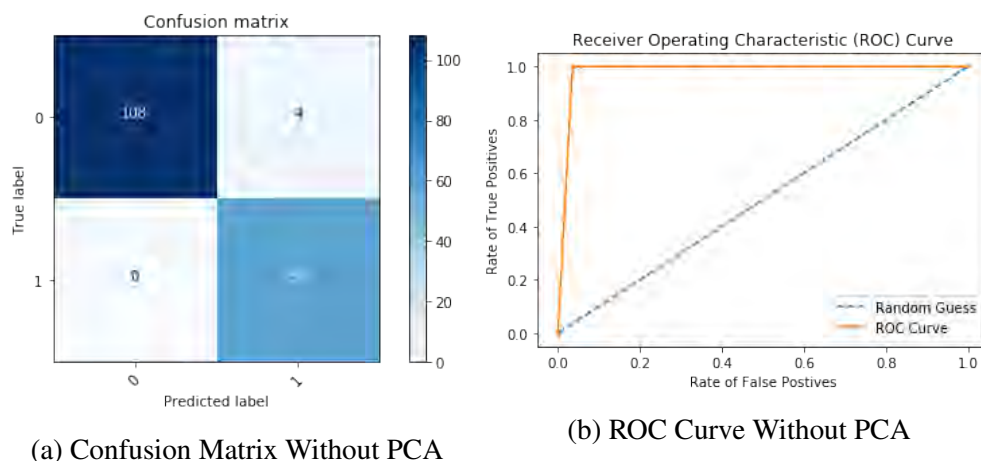 Confusion matrix
0
1
True label
108
4
0
0
1
Predicted label
100
80
60
40
20
0
(a) Confusion Matrix Without PCA
Receiver Operating Characteristic (ROC) Curve
1.0
0.8
0.6
0.4
0.2
0.0
Rate of True Positives
Random Guess
ROC Curve
0.0 0.2 0.4 0.6 0.8 1.0
Rate of False Postives
(b) ROC Curve Without PCA